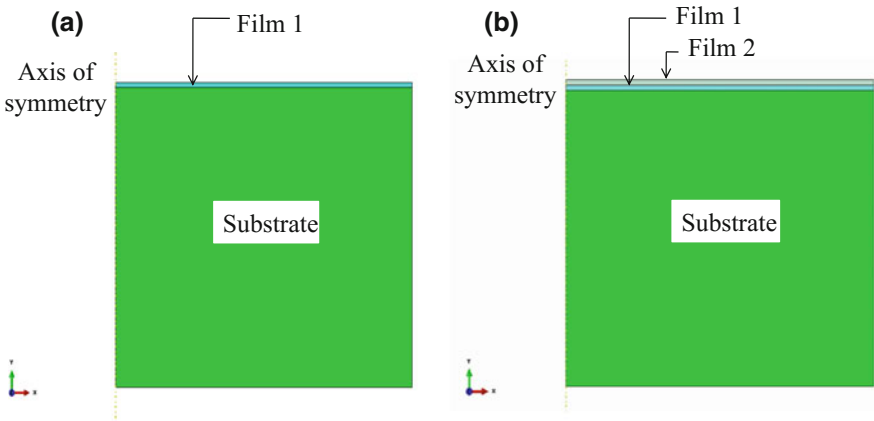 (a)
Film 1
Axis of
symmetry
Substrate
Y
X
(b)
Film 1
Film 2
Axis of
symmetry
Substrate
Y
X